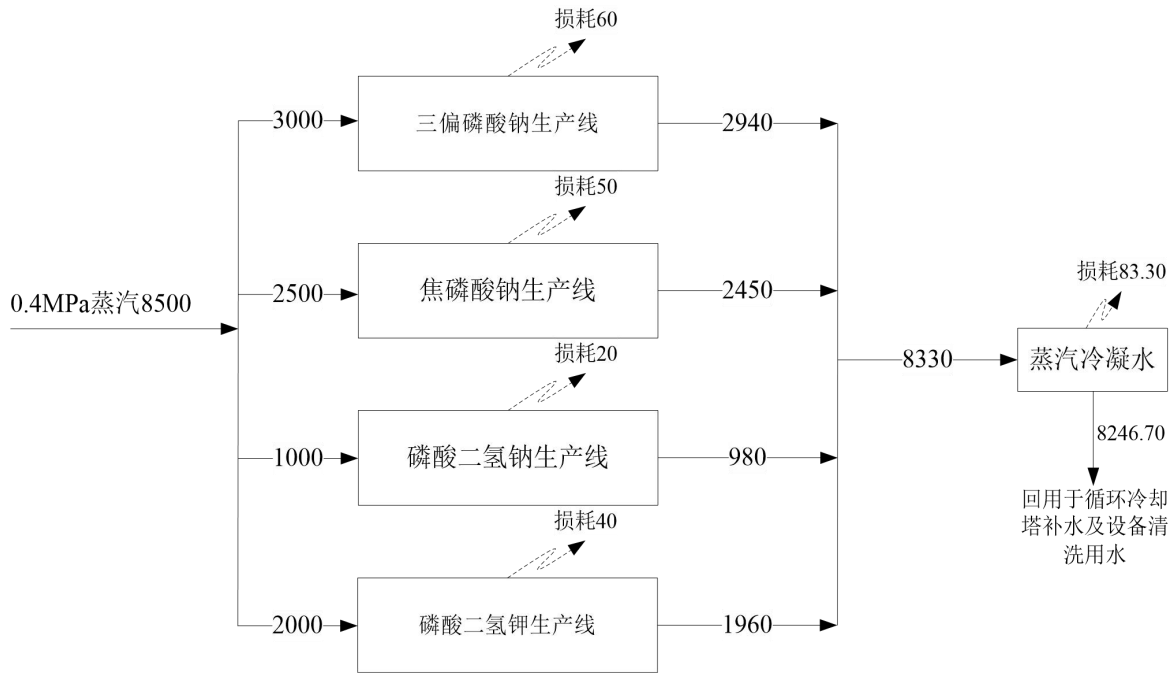 损耗60
3000
三偏磷酸钠生产线
2940
损耗50
0.4MPa蒸汽8500
2500
焦磷酸钠生产线
2450
损耗20
1000
磷酸二氢钠生产线
980
损耗40
2000
磷酸二氢钾生产线
1960
8330
损耗83.30
蒸汽冷凝水
8246.70
回用于循环冷却
塔补水及设备清
洗用水